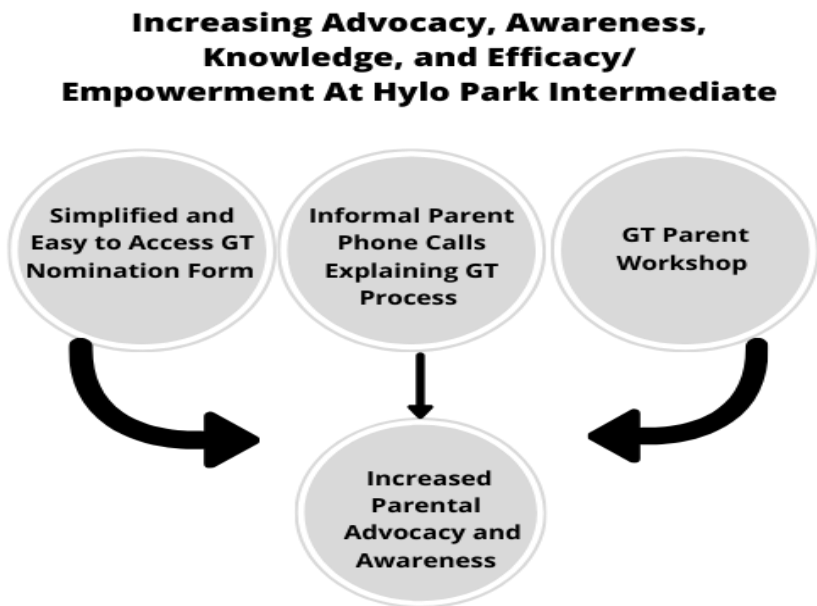 Increasing Advocacy, Awareness,
Knowledge, and Efficacy/
Empowerment At Hylo Park Intermediate
Simplified and
Easy to Access GT
Nomination Form
Informal Parent
Phone Calls
Explaining GT
Process
GT Parent
Workshop
Increased
Parental
Advocacy and
Awareness